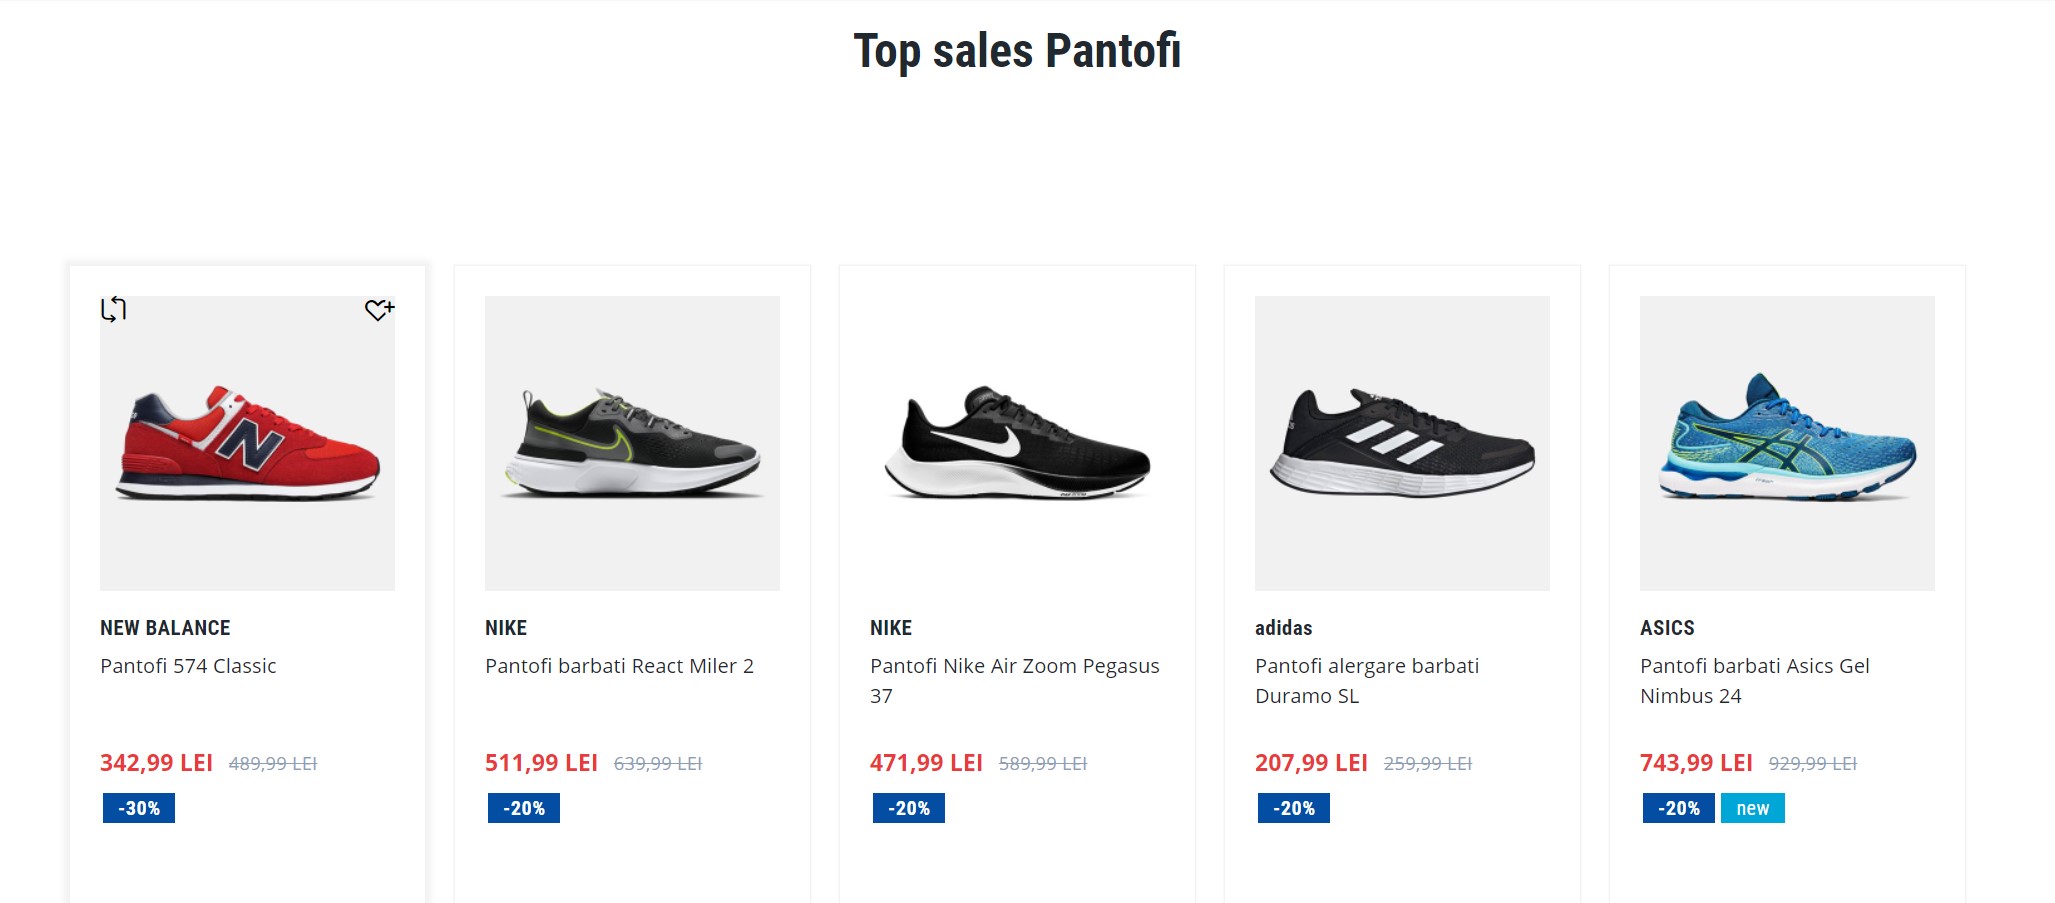 Top sales Pantofi
NEW BALANCE
Pantofi 574 Classic
342,99 LEI 489,99 LEI
-30%
NIKE
Pantofi barbati React Miler 2
511,99 LEI 639,99 LEI
-20%
NIKE
Pantofi Nike Air Zoom Pegasus
37
471,99 LEI 589,99 LEI
-20%
adidas
Pantofi alergare barbati
Duramo SL
207,99 LEI 259,99 LEI
-20%
ASICS
Pantofi barbati Asics Gel
Nimbus 24
743,99 LEI 929,99 LEI
-20% new